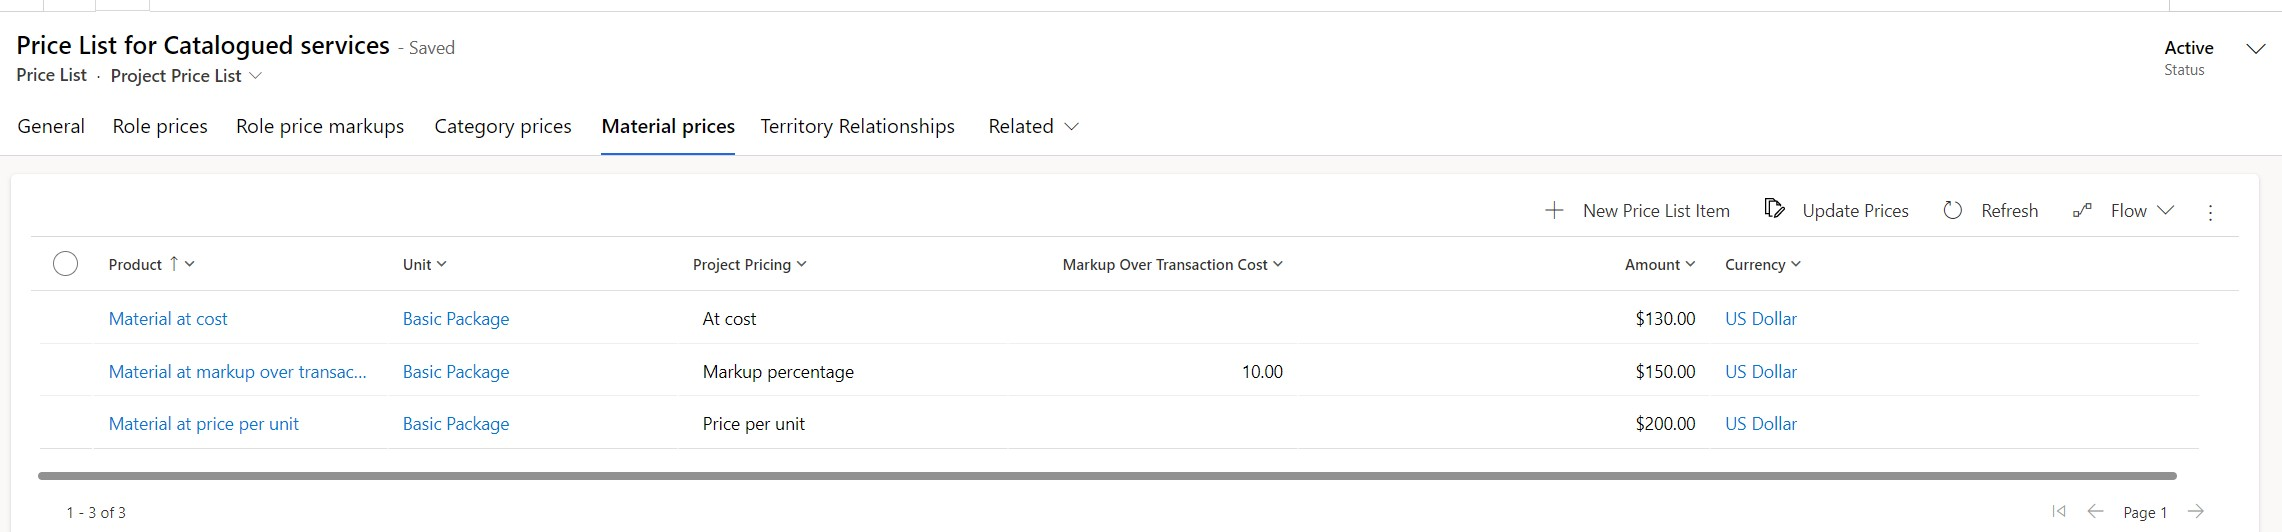 Price List for Catalogued services - Saved
Active
Price List · Project Price List
Status
General Role prices Role price markups Category prices Material prices Territory Relationships Related
New Price List Item Update Prices Refresh Flow
Product Unit Project Pricing Markup Over Transaction Cost Amount Currency
Material at cost Basic Package At cost $130.00 US Dollar
Material at markup over transac... Basic Package Markup percentage 10.00 $150.00 US Dollar
Material at price per unit Basic Package Price per unit $200.00 US Dollar
1 - 3 of 3 Page 1